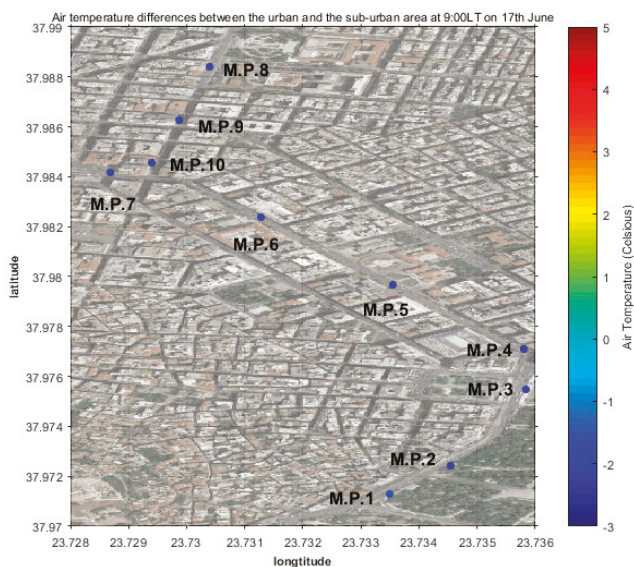 Air temperature differences between the urban and the sub-urban area at 9:00LT on 17th June
37.99
37.988
37.986
37.984
37.982
37.98
37.978
37.976
37.974
37.972
37.97
latitude
M.P.8
M.P.9
M.P.10
M.P.7
M.P.6
M.P.5
M.P.4
M.P.3
M.P.2
M.P.1
23.728 23.729 23.73 23.731 23.732 23.733 23.734 23.735 23.736
longtitude
5
4
3
2
1
0
-1
-2
-3
Air Temperature (Celsious)